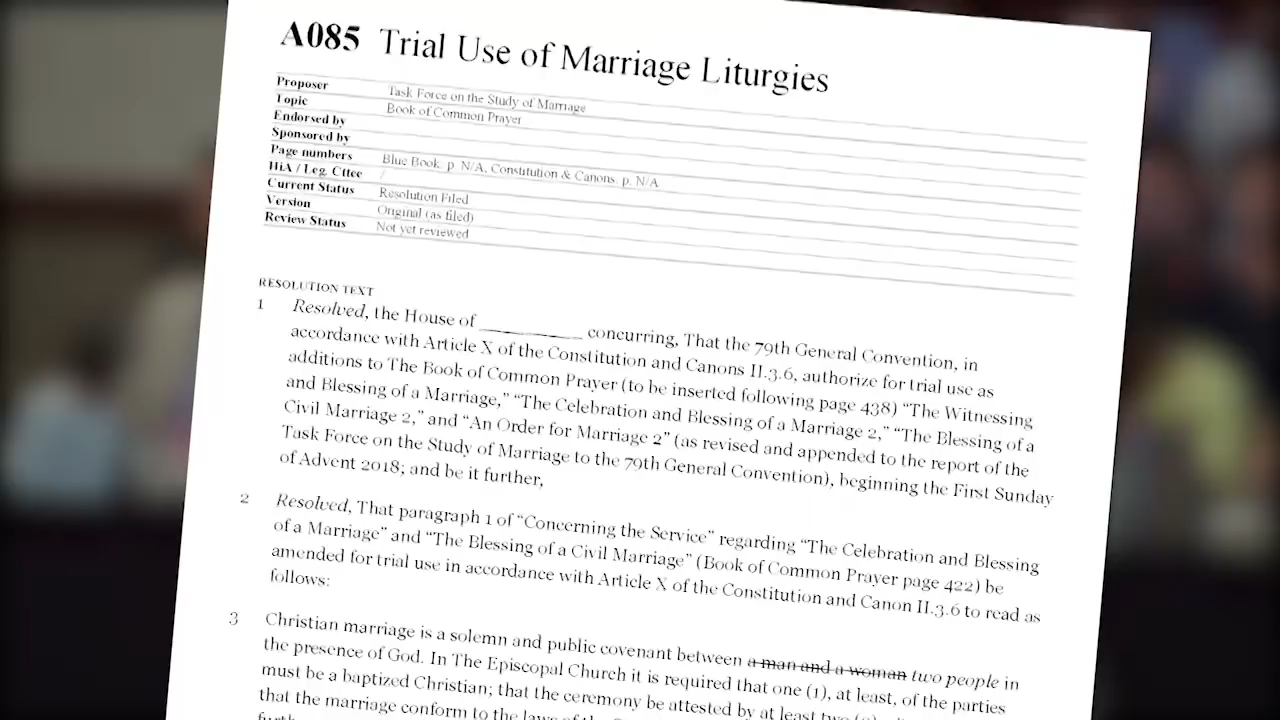 A085 Trial Use of Marriage Liturgies
Proposer Task Force on the Study of Marriage
Topic Book of Common Prayer
Endorsed by
Sponsored by
Page numbers Blue Book, p. N/A, Constitution & Canons, p. N/A
HiA / Leg. Cttee /
Current Status Resolution Filed
Version Original (as filed)
Review Status Not yet reviewed
RESOLUTION TEXT
1 Resolved, the House of __________ concurring, That the 79th General Convention, in
accordance with Article X of the Constitution and Canons II.3.6, authorize for trial use as
additions to The Book of Common Prayer (to be inserted following page 438) “The Witnessing
and Blessing of a Marriage,” “The Celebration and Blessing of a Marriage 2,” “The Blessing of a
Civil Marriage 2,” and “An Order for Marriage 2” (as revised and appended to the report of the
Task Force on the Study of Marriage to the 79th General Convention), beginning the First Sunday
of Advent 2018; and be it further,
2 Resolved, That paragraph 1 of “Concerning the Service” regarding “The Celebration and Blessing
of a Marriage” and “The Blessing of a Civil Marriage” (Book of Common Prayer page 422) be
amended for trial use in accordance with Article X of the Constitution and Canon II.3.6 to read as
follows:
3 Christian marriage is a solemn and public covenant between a man and a woman two people in
the presence of God. In The Episcopal Church it is required that one (1), at least, of the parties
must be a baptized Christian; that the ceremony be attested by at least two
that the marriage conform to the laws of the